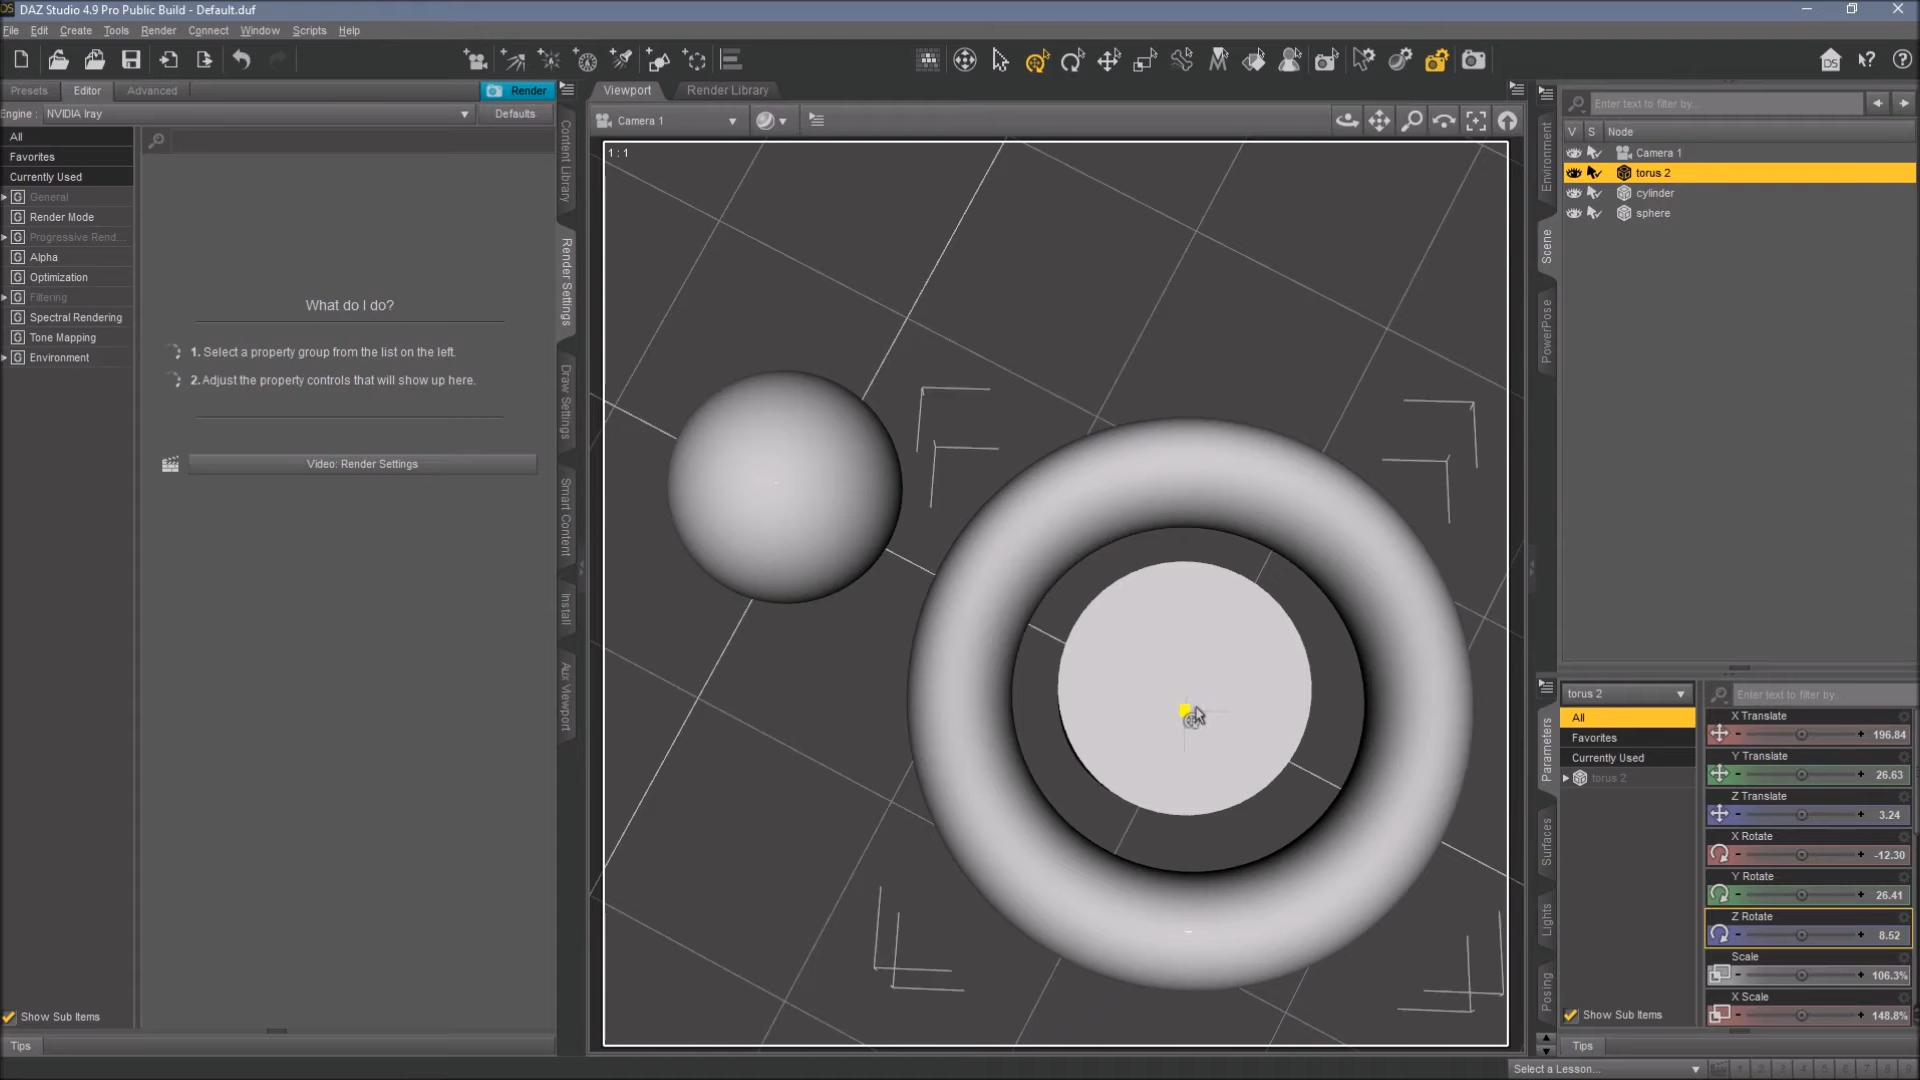 DAZ Studio 4.9 Pro Public Build - Default.duf
File Edit Create Tools Render Connect Window Scripts Help
Presets Editor Advanced Render
Engine : NVIDIA Iray Defaults
All
Favorites
Currently Used
General
Render Mode
Progressive Rend...
Alpha
Optimization
Filtering
Spectral Rendering
Tone Mapping
Environment
What do I do?
1. Select a property group from the list on the left.
2. Adjust the property controls that will show up here.
Video: Render Settings
Show Sub Items
Tips
Content Library
Render Settings
Draw Settings
Smart Content
Install
Aux Viewport
Viewport Render Library
Camera 1
1 : 1
Environment
Scene
PowerPose
Enter text to filter by...
V S Node
Camera 1
torus 2
cylinder
sphere
Parameters
Surfaces
Lights
Posing
torus 2
All
Favorites
Currently Used
torus 2
Show Sub Items
Enter text to filter by...
X Translate
196.84
Y Translate
26.63
Z Translate
3.24
X Rotate
-12.30
Y Rotate
26.41
Z Rotate
8.52
Scale
106.3%
X Scale
148.8%
Tips
Select a Lesson...